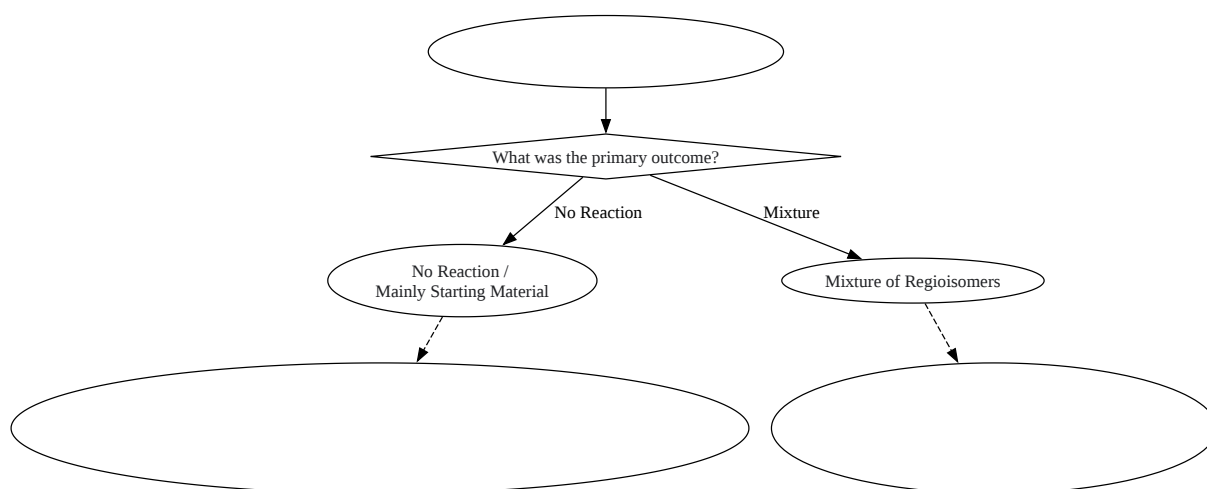 What was the primary outcome?
No Reaction
Mixture
No Reaction /
Mainly Starting Material
Mixture of Regioisomers